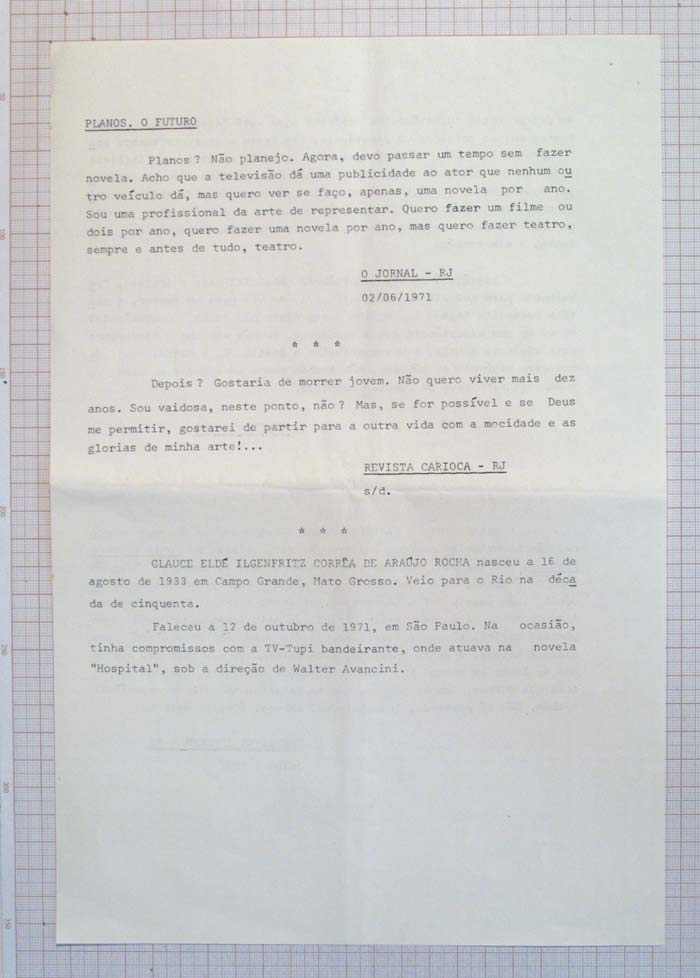 PLANOS. O FUTURO
Planos? Não planejo. Agora, devo passar um tempo sem fazer
novela. Acho que a televisão dá uma publicidade ao ator que nenhum ou
tro veículo dá, mas quero ver se faço, apenas, uma novela por ano.
Sou uma profissional da arte de representar. Quero fazer um filme ou
dois por ano, quero fazer uma novela por ano, mas quero fazer teatro,
sempre e antes de tudo, teatro.
O JORNAL - RJ
02/06/1971
* * *
Depois? Gostaria de morrer jovem. Não quero viver mais dez
anos. Sou vaidosa, neste ponto, não? Mas, se for possível e se Deus
me permitir, gostarei de partir para a outra vida com a mocidade e as
glorias de minha arte!...
REVISTA CARIOCA - RJ
s/d.
* * *
GLAUCE ELDÉ ILGENFRITZ CORRÊA DE ARAÚJO ROCHA nasceu a 16 de
agosto de 1933 em Campo Grande, Mato Grosso. Veio para o Rio na déca
da de cinquenta.
Faleceu a 12 de outubro de 1971, em São Paulo. Na ocasião,
tinha compromissos com a TV-Tupi bandeirante, onde atuava na novela
"Hospital", sob a direção de Walter Avancini.